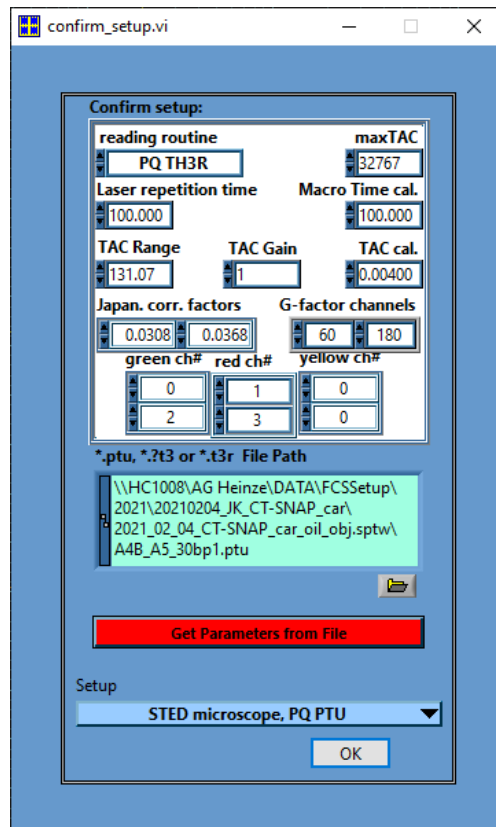 confirm_setup.vi
Confirm setup:
reading routine maxTAC
PQ TH3R 32767
Laser repetition time Macro Time cal.
100.000 100.000
TAC Range TAC Gain TAC cal.
131.07 1 0.00400
Japan. corr. factors G-factor channels
0.0308 0.0368 60 180
green ch# red ch# yellow ch#
0 1 0
2 3 0
*.ptu, *.?t3 or *.t3r File Path
\\HC1008\AG Heinze\DATA\FCSSetup\
2021\20210204_JK_CT-SNAP_car\
2021_02_04_CT-SNAP_car_oil_obj.sptw\
A4B_A5_30bp1.ptu
Get Parameters from File
Setup
STED microscope, PQ PTU
OK